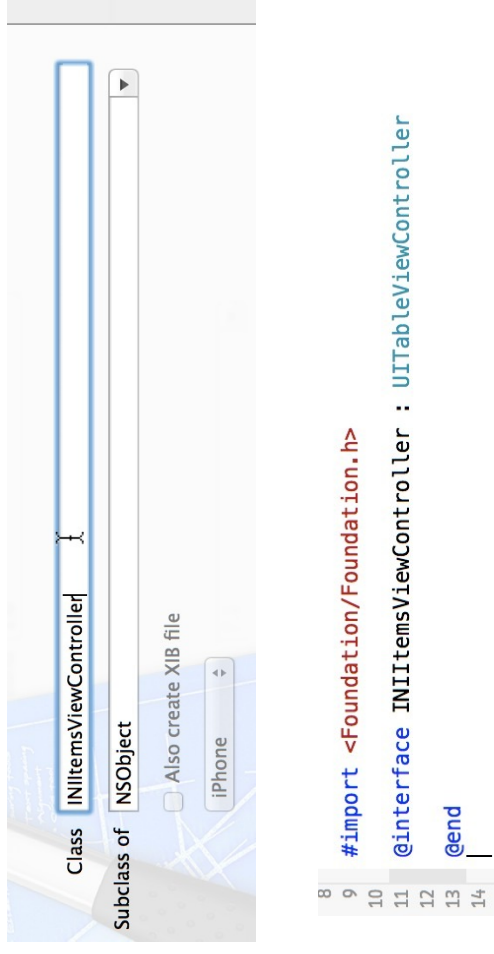 Class INIItemsViewController
Subclass of NSObject
Also create XIB file
iPhone
8
9 #import <Foundation/Foundation.h>
10
11 @interface INIItemsViewController : UITableViewController
12
13 @end
14